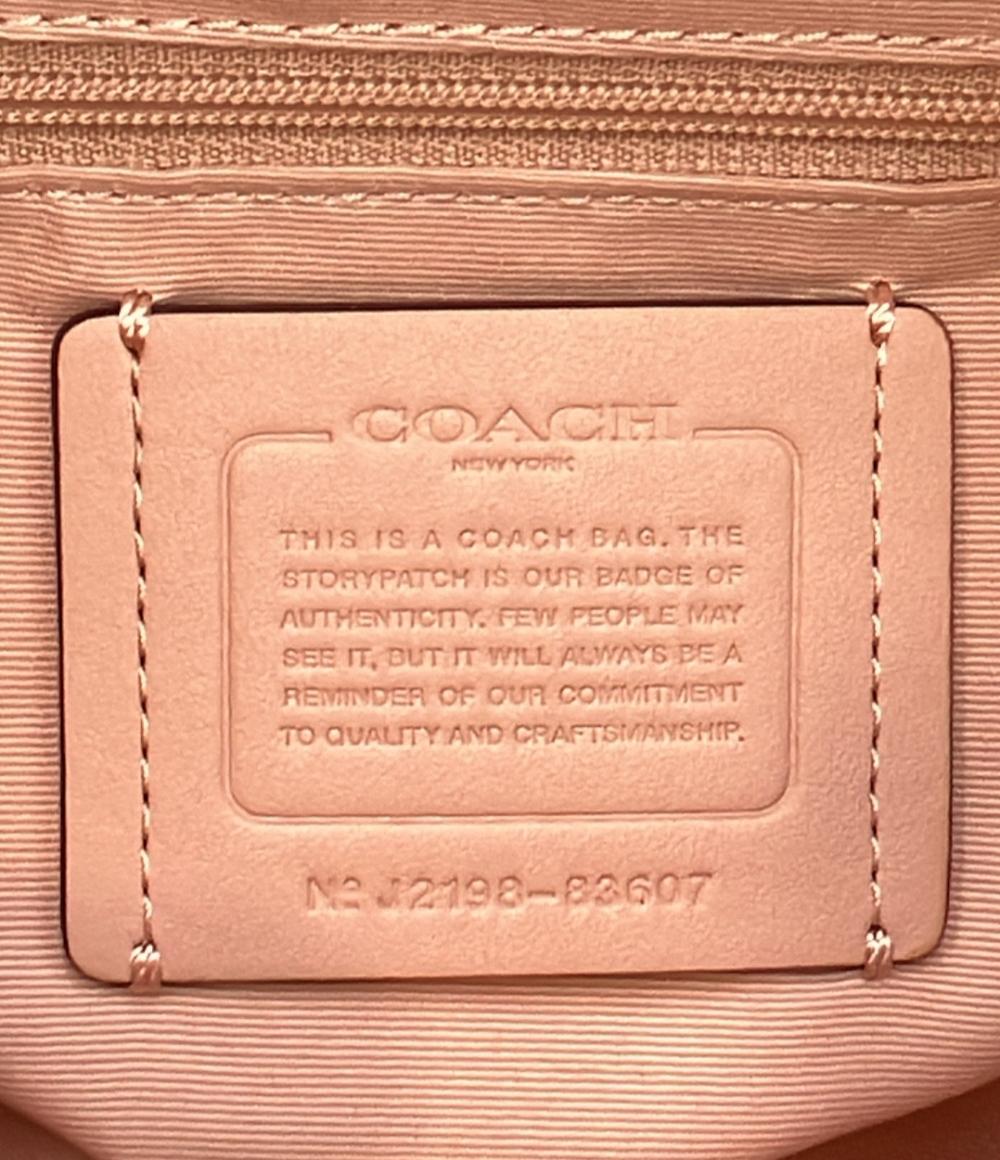 COACH
NEW YORK
THIS IS A COACH BAG. THE
STORYPATCH IS OUR BADGE OF
AUTHENTICITY. FEW PEOPLE MAY
SEE IT, BUT IT WILL ALWAYS BE A
REMINDER OF OUR COMMITMENT
TO QUALITY AND CRAFTSMANSHIP.
Nº J2198-83607